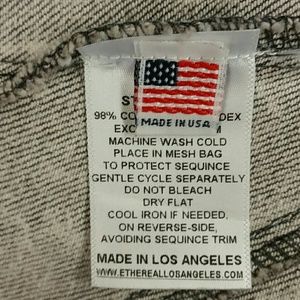 MADE IN USA
98%
MACHINE WASH COLD
PLACE IN MESH BAG
TO PROTECT SEQUINCE
GENTLE CYCLE SEPARATELY
DO NOT BLEACH
DRY FLAT
COOL IRON IF NEEDED,
ON REVERSE-SIDE,
AVOIDING SEQUINCE TRIM
MADE IN LOS ANGELES
WWW.ETHEREALLOSANGELES.COM